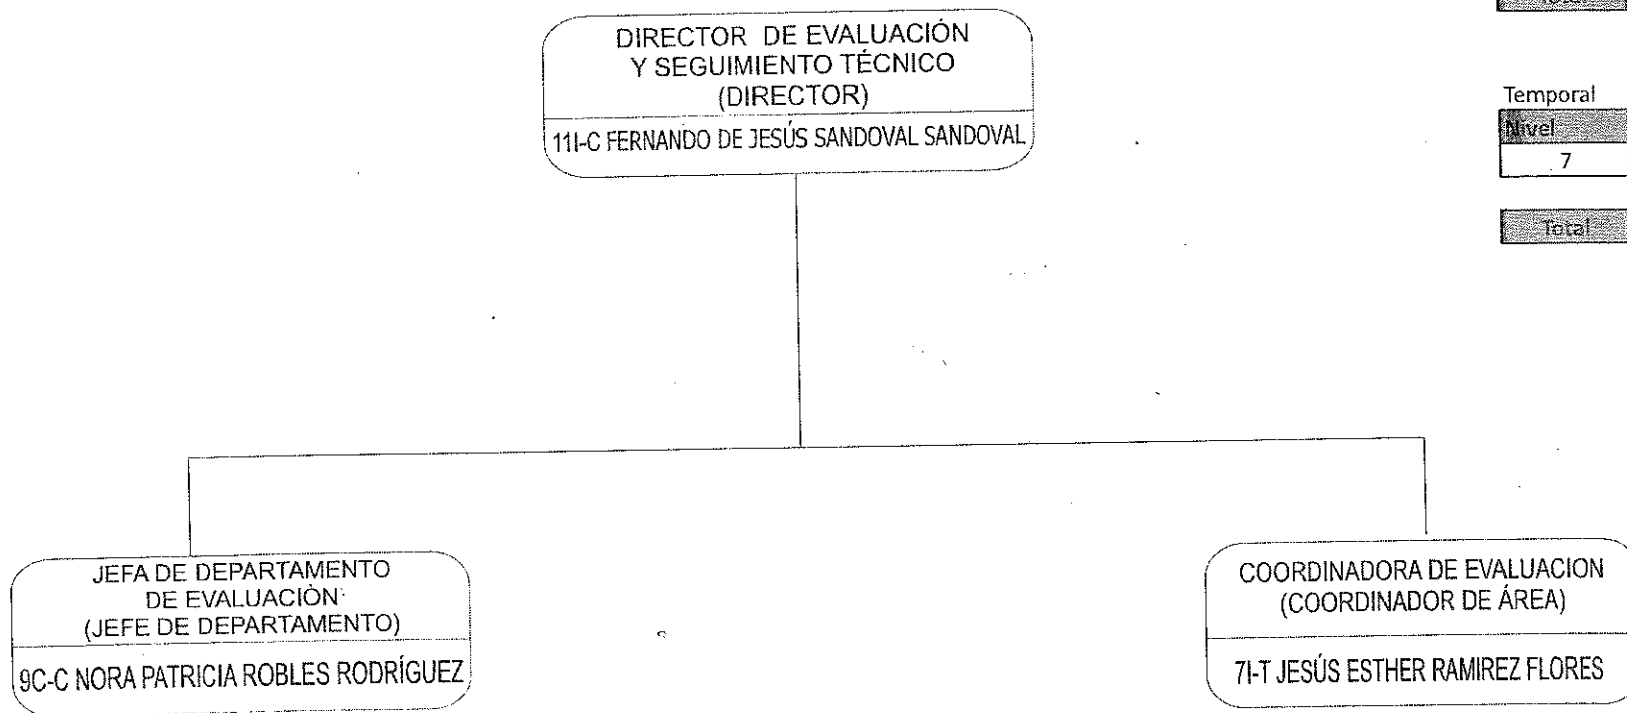 Total
DIRECTOR DE EVALUACIÓN
Y SEGUIMIENTO TÉCNICO
(DIRECTOR)
11I-C FERNANDO DE JESÚS SANDOVAL SANDOVAL
Temporal
Nivel
7
Total
JEFA DE DEPARTAMENTO
DE EVALUACIÓN
(JEFE DE DEPARTAMENTO)
9C-C NORA PATRICIA ROBLES RODRÍGUEZ
COORDINADORA DE EVALUACION
(COORDINADOR DE ÁREA)
7I-T JESÚS ESTHER RAMIREZ FLORES